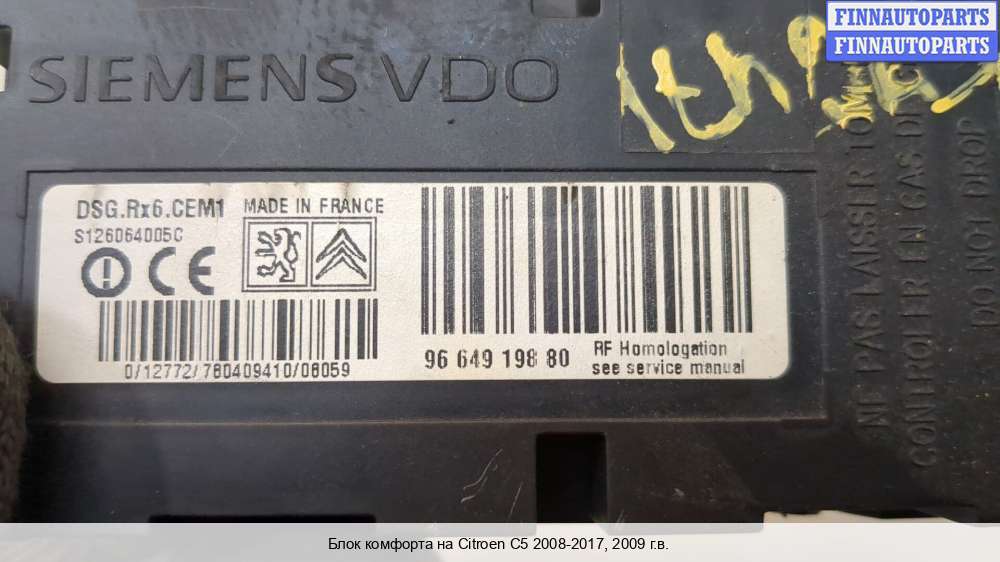 FINNAUTOPARTS
FINNAUTOPARTS
SIEMENS VDO
DSG.Rx6.CEM1
MADE IN FRANCE
S126064005C
CE
0/12772/780409410/08059
96 649 198 80
RF Homologation
see service manual
NE PAS LAISSER TOM
CONTROLER EN CAS DE C
DO NOT DROP
Блок комфорта на Citroen C5 2008-2017, 2009 г.в.